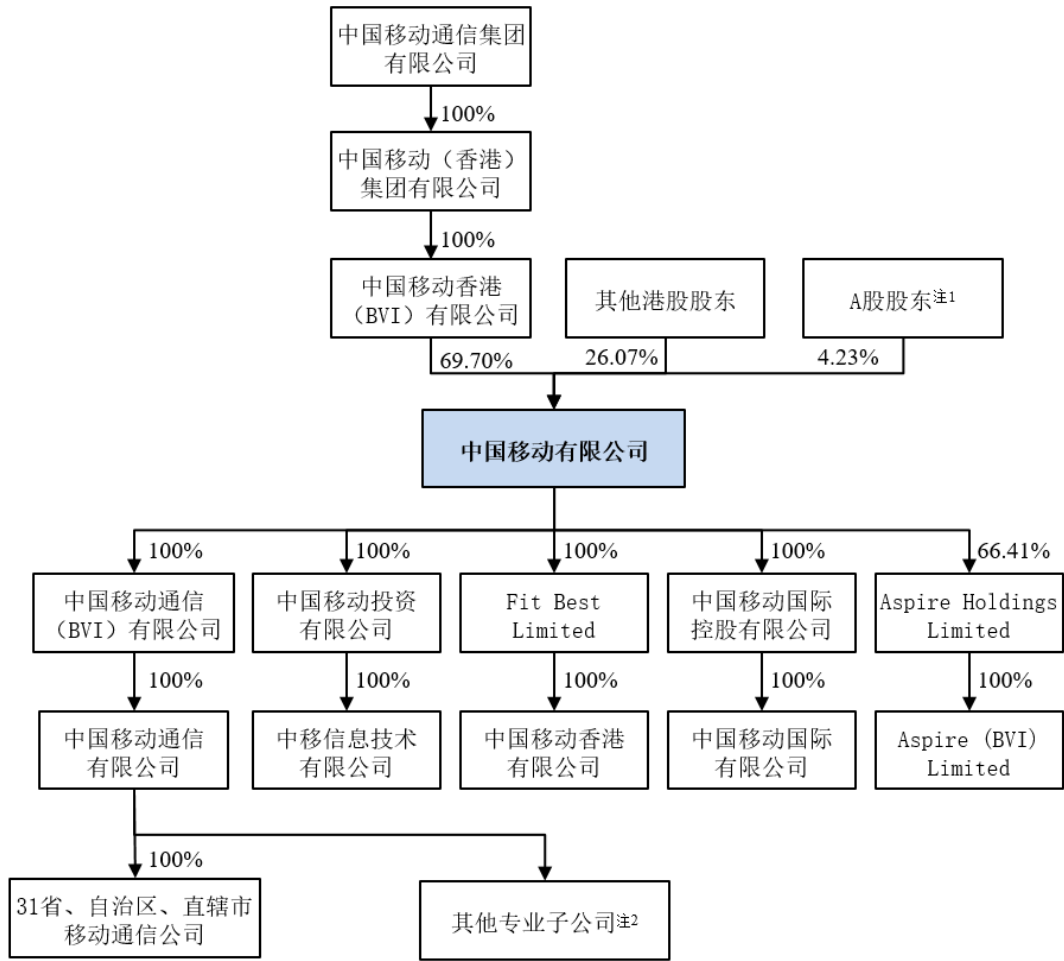 中国移动通信集团
有限公司
100%
中国移动（香港）
集团有限公司
100%
中国移动香港
（BVI）有限公司
其他港股股东
A股股东注1
69.70%
26.07%
4.23%
中国移动有限公司
100%
100%
100%
100%
66.41%
中国移动通信
（BVI）有限公司
中国移动投资
有限公司
Fit Best
Limited
中国移动国际
控股有限公司
Aspire Holdings
Limited
100%
100%
100%
100%
100%
中国移动通信
有限公司
中移信息技术
有限公司
中国移动香港
有限公司
中国移动国际
有限公司
Aspire (BVI)
Limited
100%
31省、自治区、直辖市
移动通信公司
其他专业子公司注2